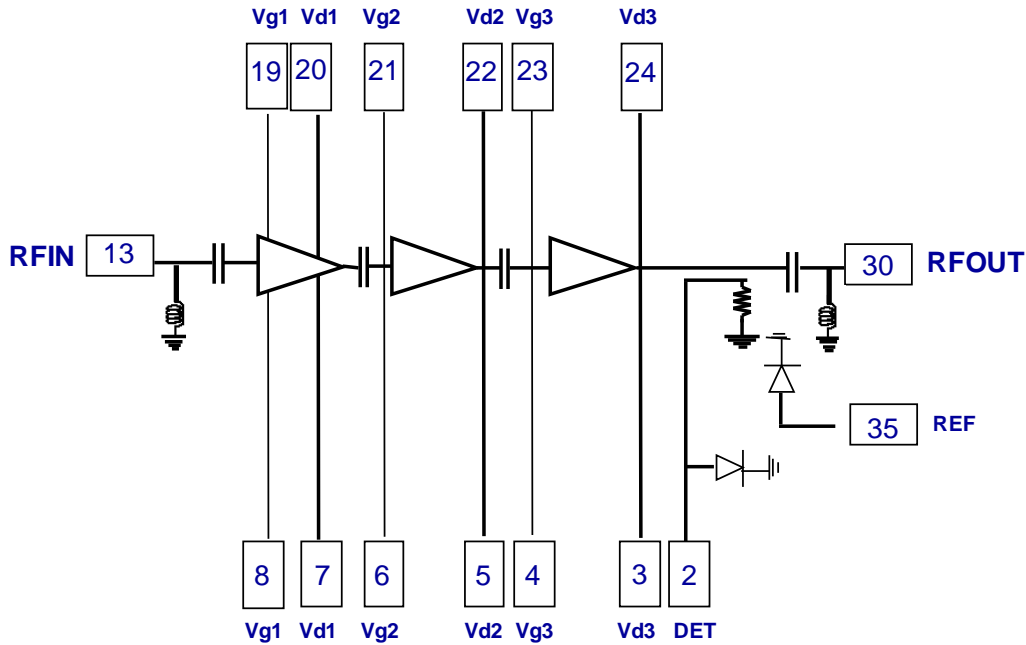 Vg1 Vd1 Vg2 Vd2 Vg3 Vd3
19 20 21 22 23 24
RFIN 13 30 RFOUT
35 REF
8 7 6 5 4 3 2
Vg1 Vd1 Vg2 Vd2 Vg3 Vd3 DET